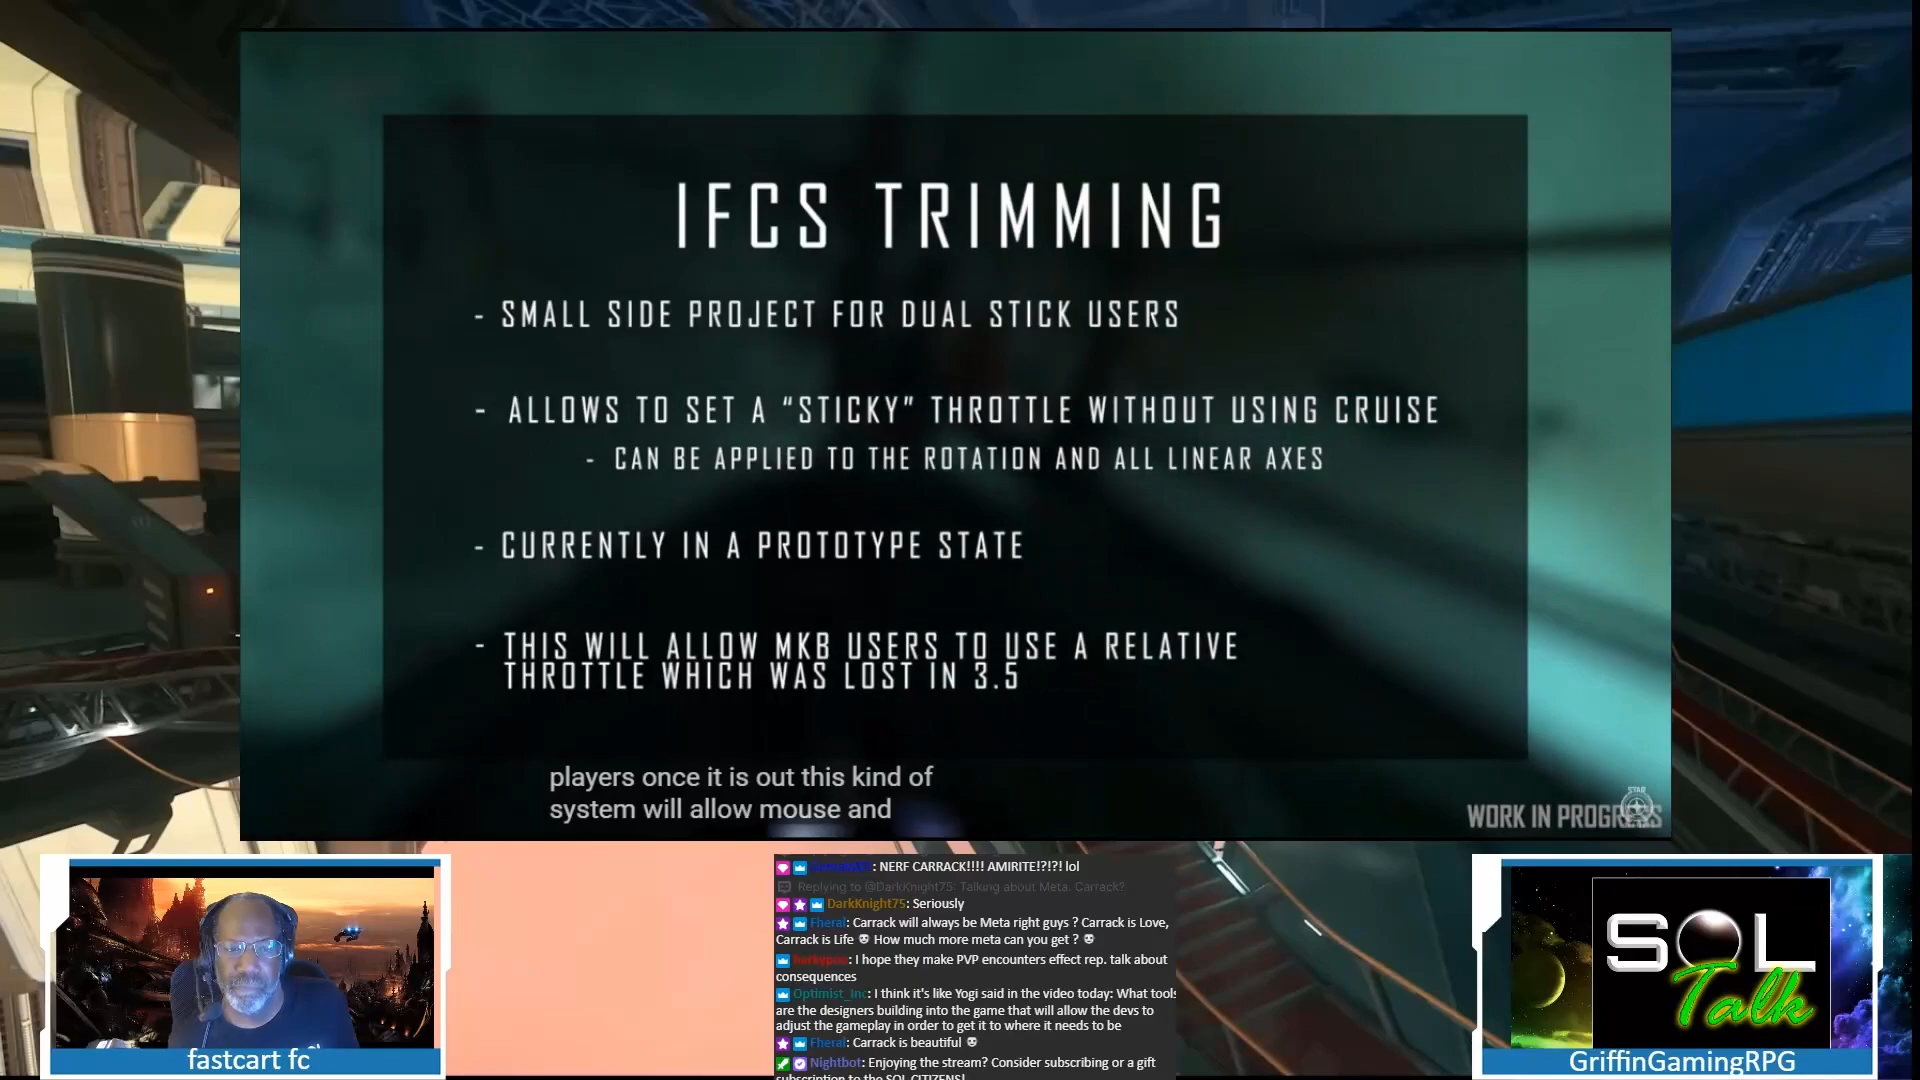 IFCS TRIMMING
- SMALL SIDE PROJECT FOR DUAL STICK USERS
- ALLOWS TO SET A “STICKY” THROTTLE WITHOUT USING CRUISE
- CAN BE APPLIED TO THE ROTATION AND ALL LINEAR AXES
- CURRENTLY IN A PROTOTYPE STATE
- THIS WILL ALLOW MKB USERS TO USE A RELATIVE
THROTTLE WHICH WAS LOST IN 3.5
players once it is out this kind of
system will allow mouse and
WORK IN PROGRESS
STAR
: NERF CARRACK!!!! AMIRITE!?!?! lol
Replying to @DarkKnight75: Talking about Meta. Carrack?
DarkKnight75: Seriously
Fheral: Carrack will always be Meta right guys ? Carrack is Love,
Carrack is Life How much more meta can you get ?
: I hope they make PVP encounters effect rep. talk about
consequences
Optimist_Inc: I think it's like Yogi said in the video today: What tools
are the designers building into the game that will allow the devs to
adjust the gameplay in order to get it to where it needs to be
Fheral: Carrack is beautiful
Nightbot: Enjoying the stream? Consider subscribing or a gift
subscription to the SOL CITIZENS!
fastcart fc
SOL
Talk
GriffinGamingRPG